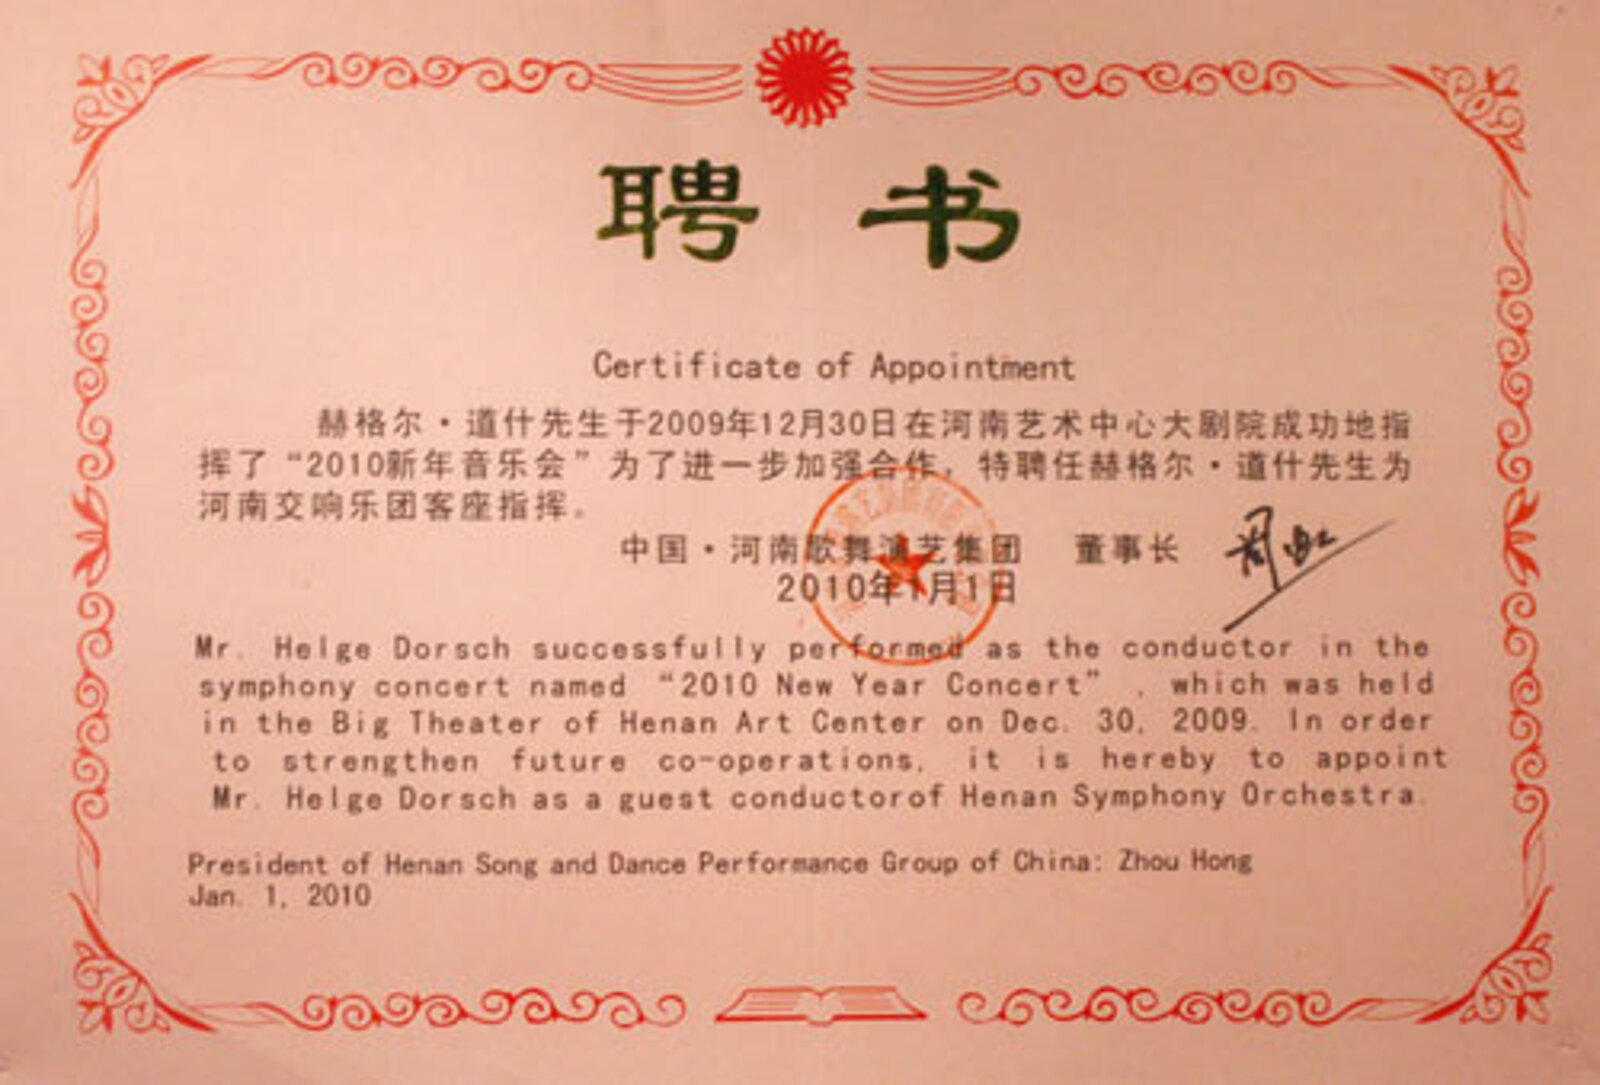 聘书
Certificate of Appointment
赫格尔·道什先生于2009年12月30日在河南艺术中心大剧院成功地指
挥了“2010新年音乐会”为了进一步加强合作，特聘任赫格尔·道什先生为
河南交响乐团客座指挥。
中国·河南歌舞演艺集团 董事长
2010年1月1日
Mr. Helge Dorsch successfully performed as the conductor in the
symphony concert named “2010 New Year Concert” , which was held
in the Big Theater of Henan Art Center on Dec. 30, 2009. In order
to strengthen future co-operations, it is hereby to appoint
Mr. Helge Dorsch as a guest conductorof Henan Symphony Orchestra.
President of Henan Song and Dance Performance Group of China: Zhou Hong
Jan. 1, 2010